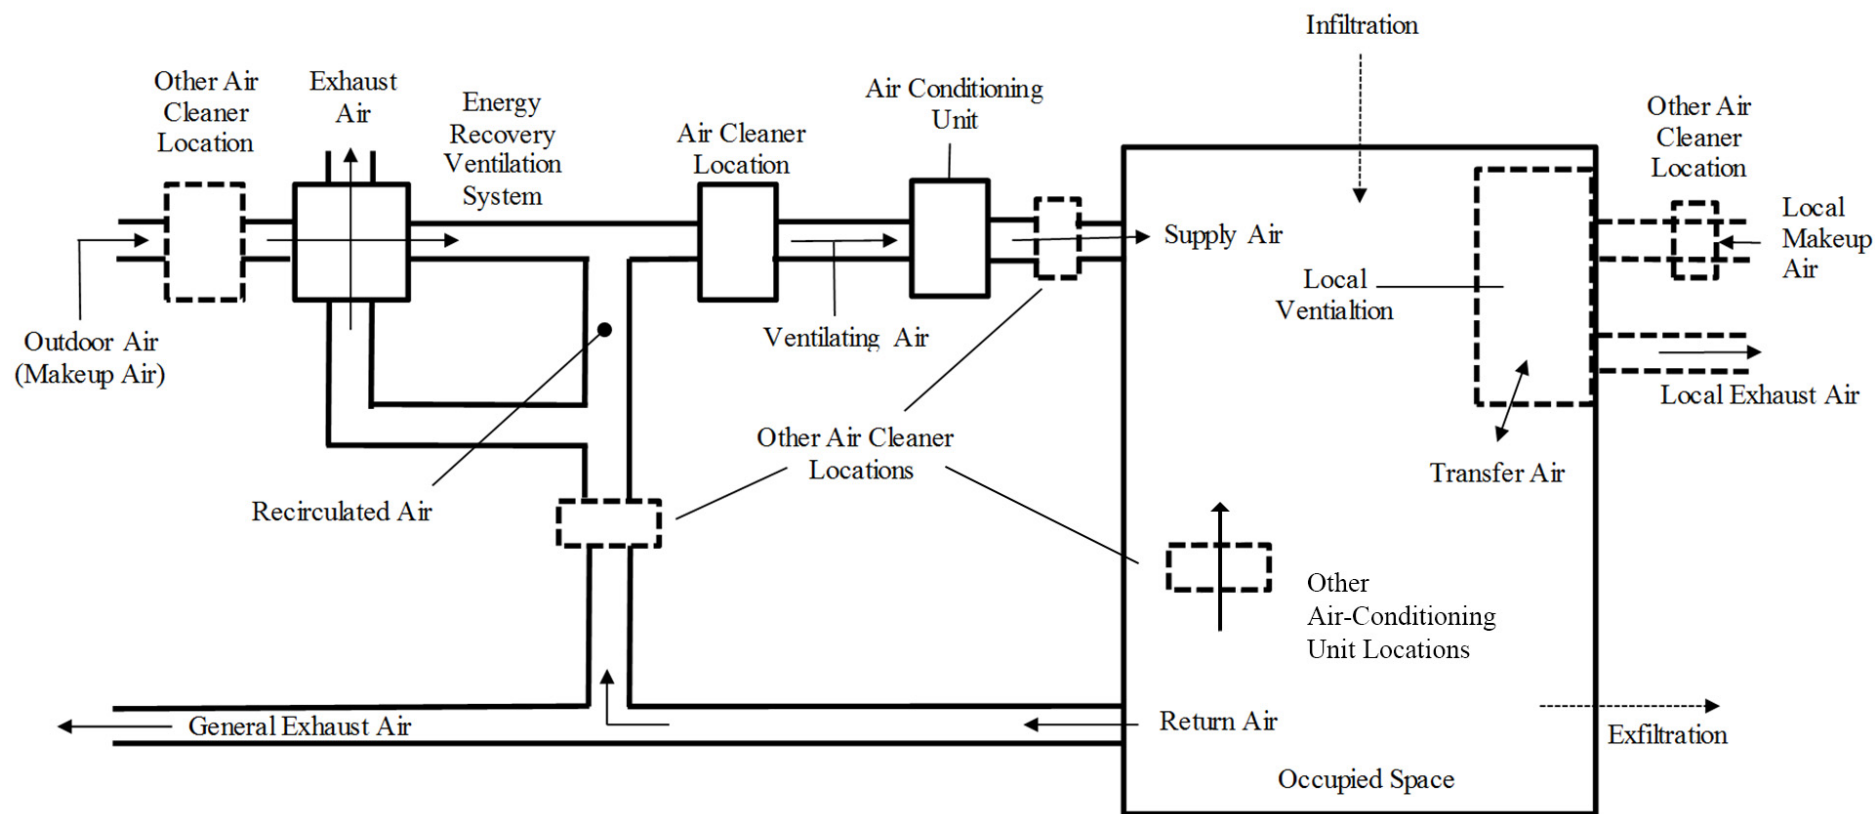 Infiltration
Other Air
Cleaner
Location
Exhaust
Air
Energy
Recovery
Ventilation
System
Air Cleaner
Location
Air Conditioning
Unit
Other Air
Cleaner
Location
Local
Makeup
Air
Supply Air
Local
Ventialtion
Outdoor Air
(Makeup Air)
Ventilating Air
Local Exhaust Air
Other Air Cleaner
Locations
Transfer Air
Recirculated Air
Other
Air-Conditioning
Unit Locations
General Exhaust Air
Return Air
Exfiltration
Occupied Space